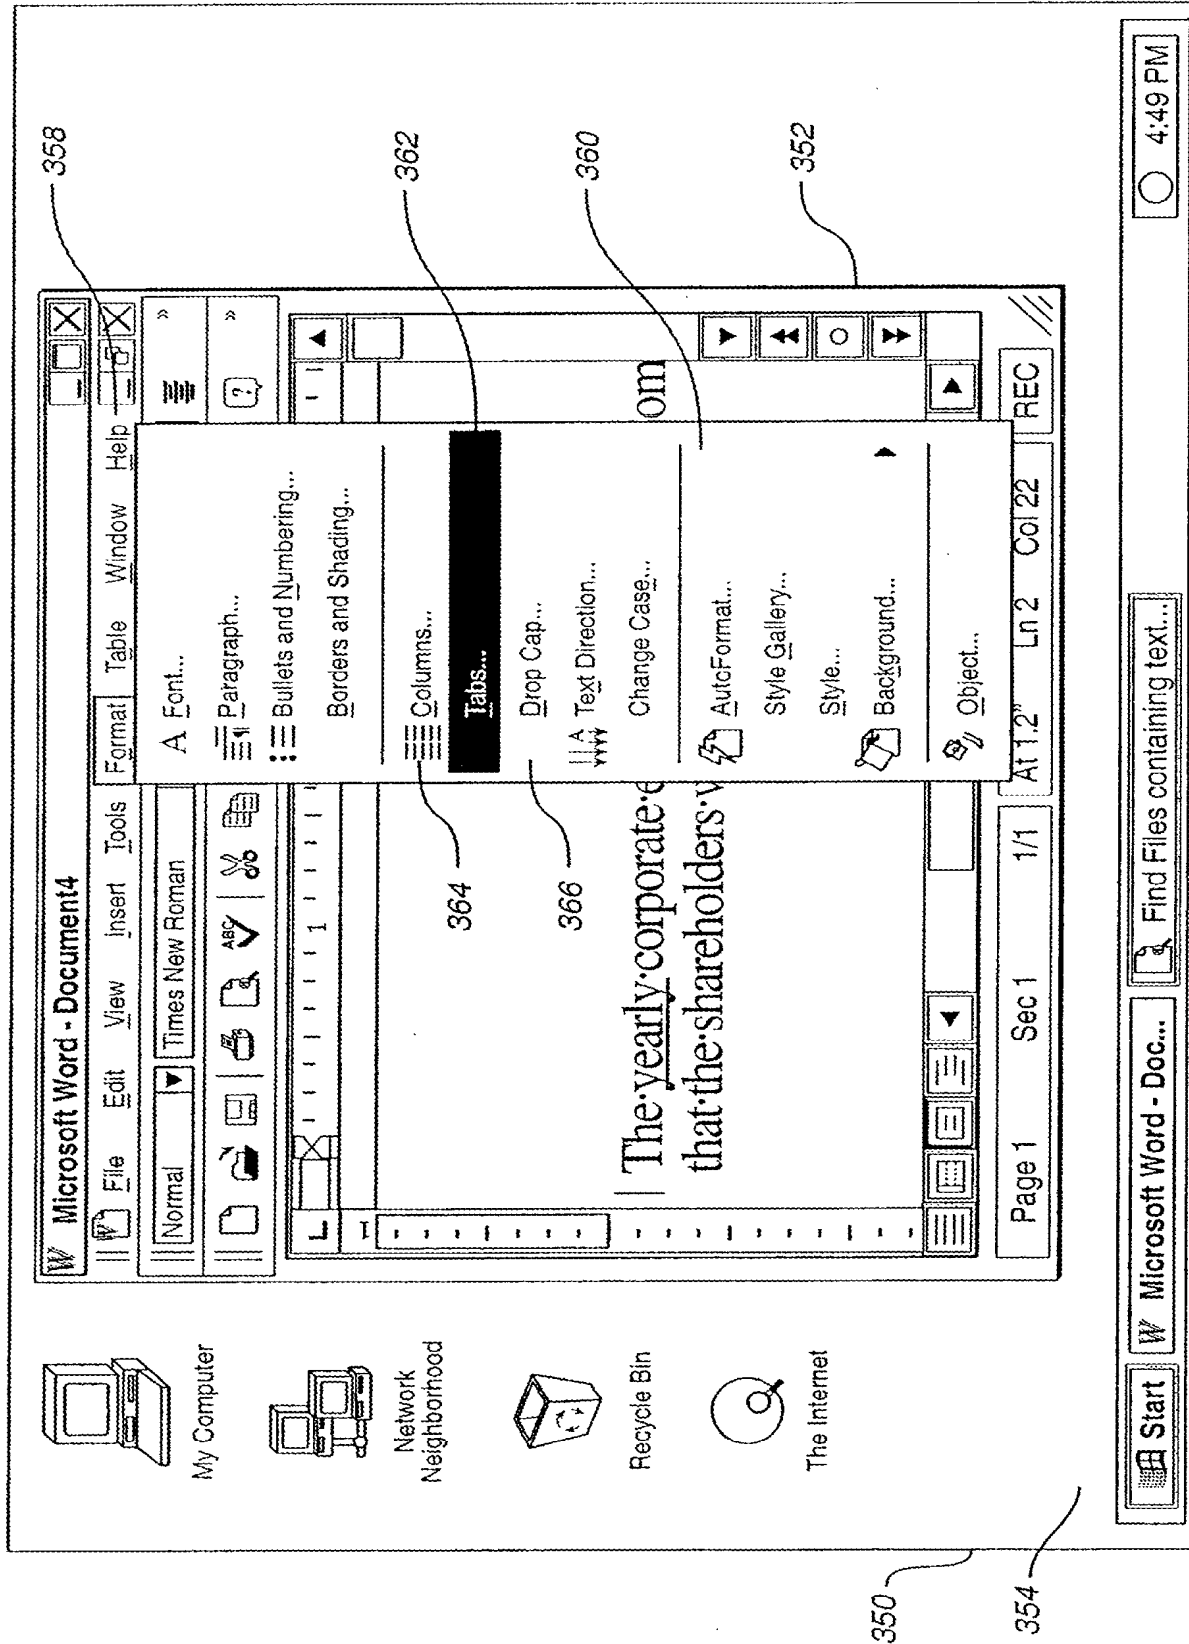 Microsoft Word - Document4
File Edit View Insert Tools Format Table Window Help
Normal Times New Roman
ABC
?
1
1
A Font...
Paragraph...
Bullets and Numbering...
Borders and Shading...
Columns...
Tabs...
Drop Cap...
Text Direction...
Change Case...
AutoFormat...
Style Gallery...
Style...
Background...
Object...
The·yearly·corporate·e
om
that·the·shareholders·w
Page 1 Sec 1 1/1 At 1.2" Ln 2 Col 22 REC
My Computer
Network
Neighborhood
Recycle Bin
The Internet
Start W Microsoft Word - Doc... Find Files containing text... 4:49 PM
358
362
360
352
364
366
350
354